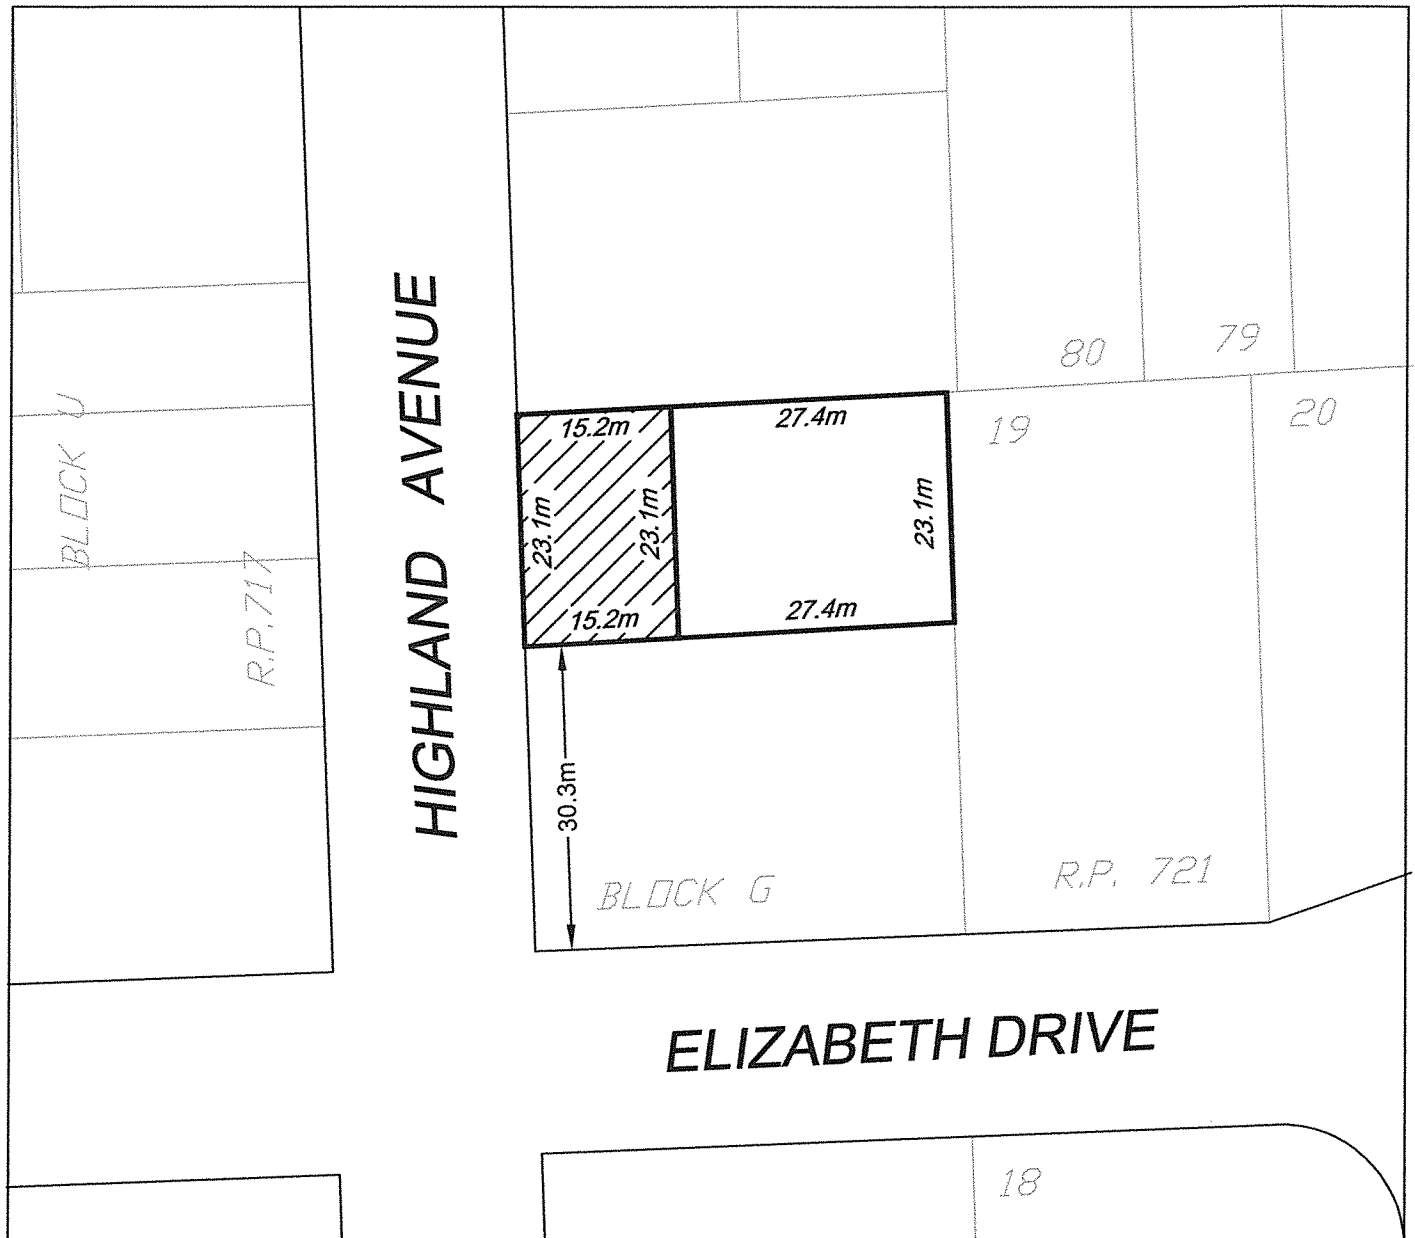 HIGHLAND AVENUE
BLOCK U
R.P. 717
80
79
19
20
15.2m
27.4m
23.1m
23.1m
23.1m
15.2m
27.4m
30.3m
BLOCK G
R.P. 721
ELIZABETH DRIVE
18